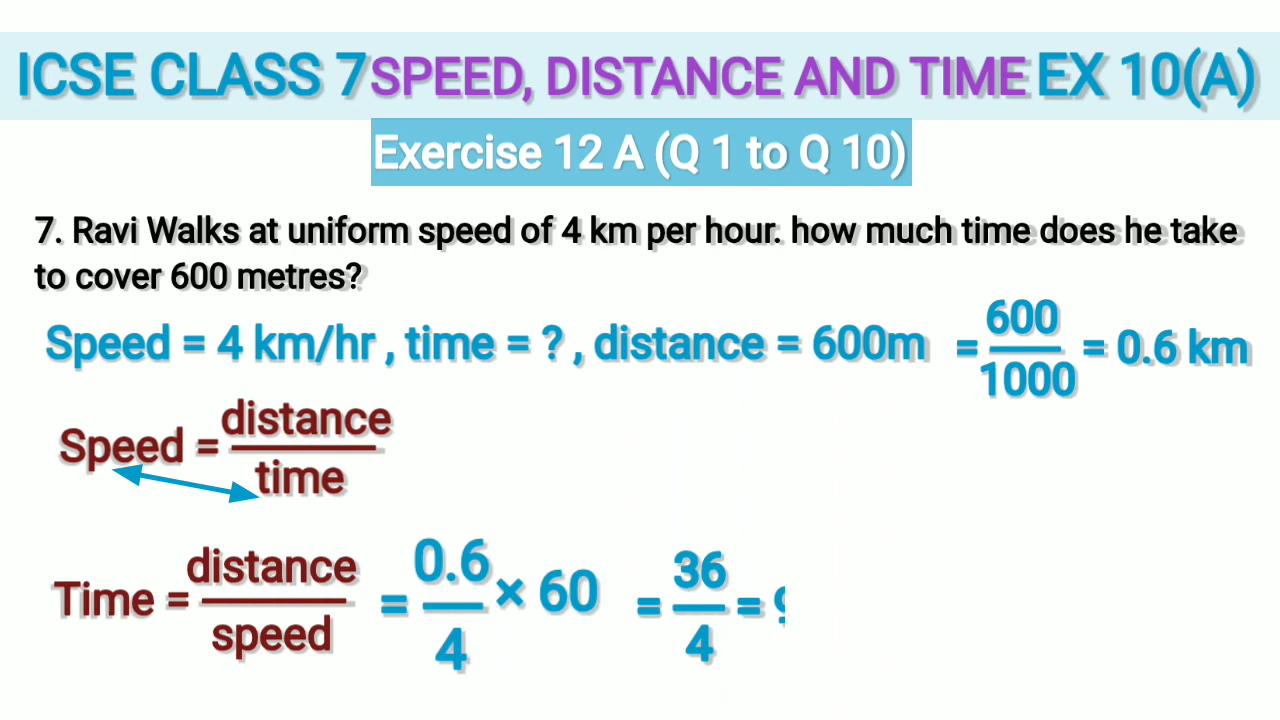 ICSE CLASS 7 SPEED, DISTANCE AND TIME EX 10(A)
Exercise 12 A (Q 1 to Q 10)
7. Ravi Walks at uniform speed of 4 km per hour. how much time does he take
to cover 600 metres?
Speed = 4 km/hr , time = ? , distance = 600m = 600/1000 = 0.6 km
Speed = distance/time
Time = distance/speed = 0.6/4 × 60 = 36/4 =